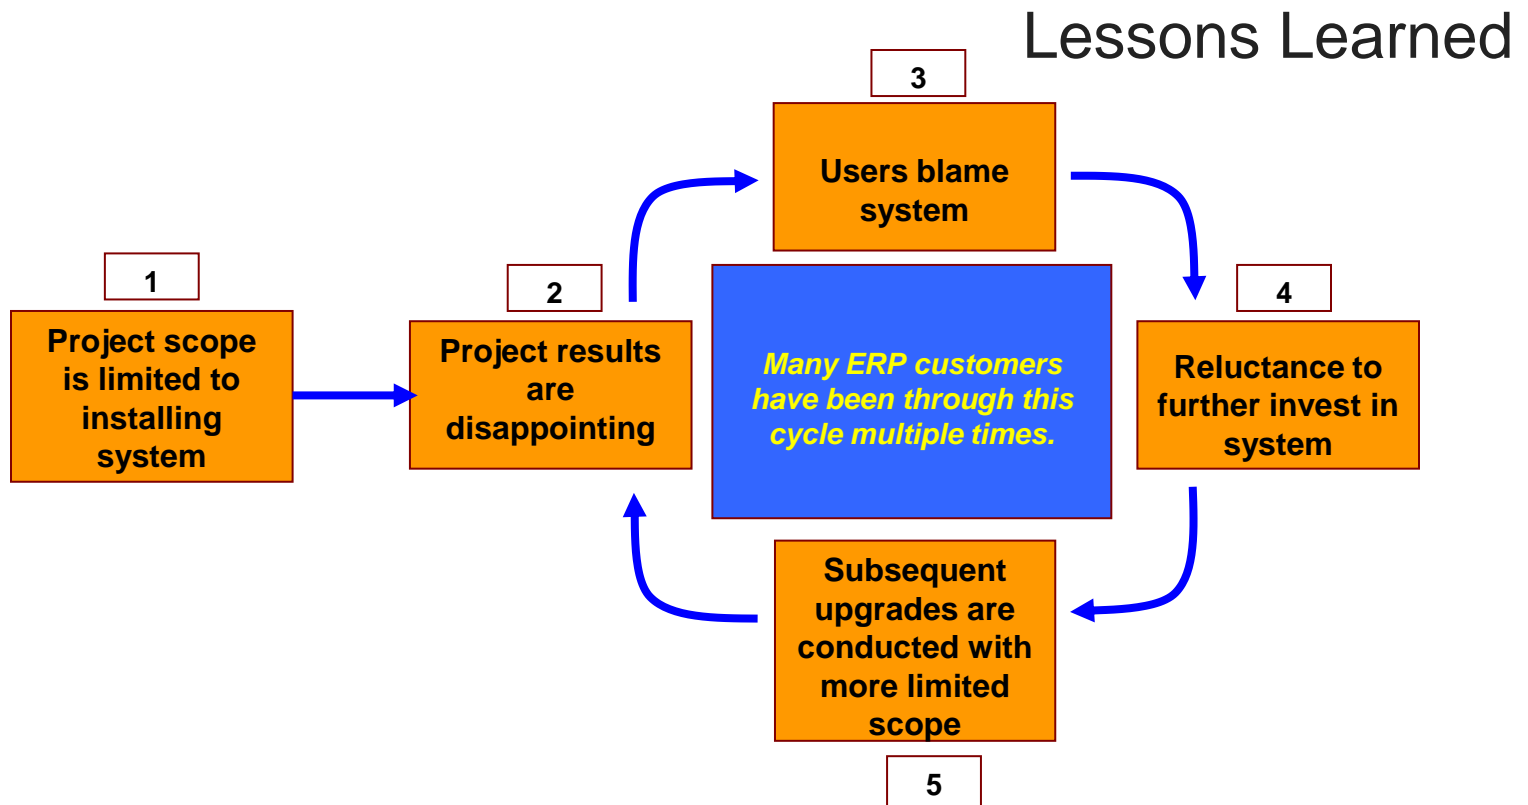 Lessons Learned
1
Project scope
is limited to
installing
system
2
Project results
are
disappointing
3
Users blame
system
4
Reluctance to
further invest in
system
Many ERP customers
have been through this
cycle multiple times.
Subsequent
upgrades are
conducted with
more limited
scope
5